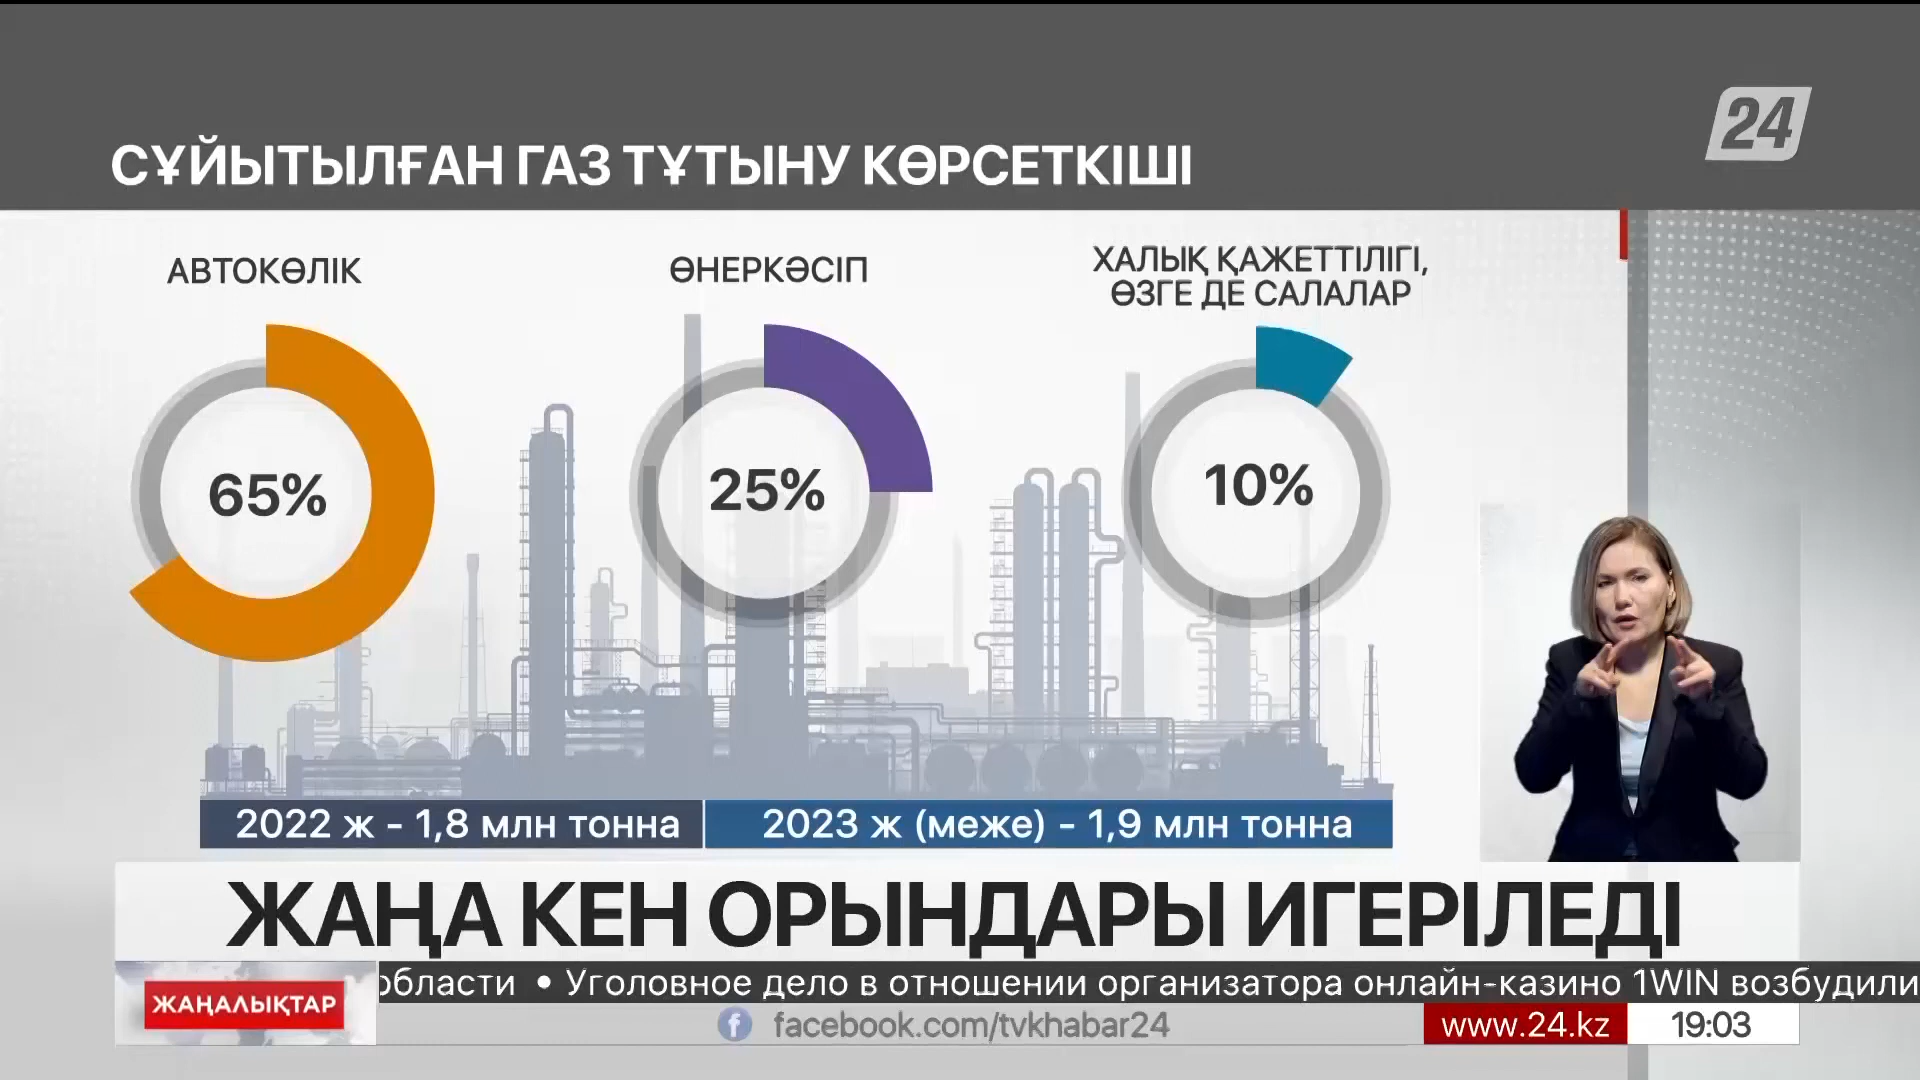 24
СҰЙЫТЫЛҒАН ГАЗ ТҰТЫНУ КӨРСЕТКІШІ
АВТОКӨЛІК
ӨНЕРКӘСІП
ХАЛЫҚ ҚАЖЕТТІЛІГІ,
ӨЗГЕ ДЕ САЛАЛАР
65%
25%
10%
2022 ж - 1,8 млн тонна
2023 ж (меже) - 1,9 млн тонна
ЖАҢА КЕН ОРЫНДАРЫ ИГЕРІЛЕДІ
области • Уголовное дело в отношении организатора онлайн-казино 1WIN возбудили
ЖАҢАЛЫҚТАР
facebook.com/tvkhabar24
www.24.kz
19:03